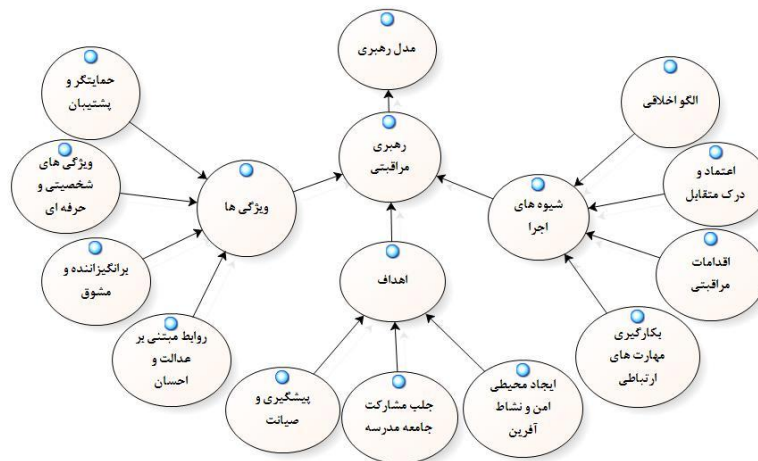 مدل رهبری
رهبری
مراقبتی
حمایتگر و
پشتیبان
ویژگی های
شخصیتی و
حرفه ای
برانگیزاننده و
مشوق
روابط مبتنی بر
عدالت و
احسان
ویژگی ها
اهداف
پیشگیری و
صیانت
جلب مشارکت
جامعه مدرسه
ایجاد محیطی
امن و نشاط
آفرین
شیوه های
اجرا
الگو اخلاقی
اعتماد و
درک متقابل
اقدامات
مراقبتی
بکارگیری
مهارت های
ارتباطی